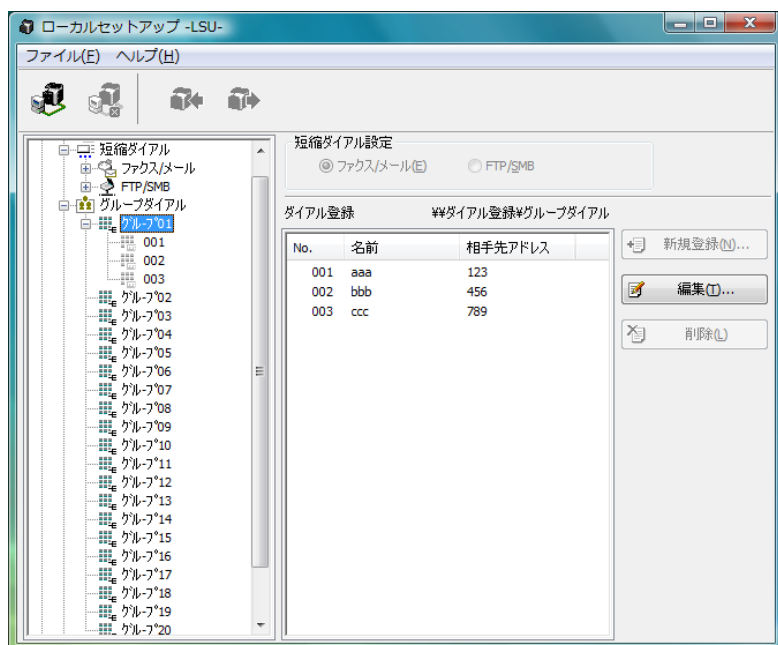 ローカルセットアップ -LSU-
ファイル(F) ヘルプ(H)
短縮ダイアル
ファクス/メール
FTP/SMB
グループダイアル
ｸﾞﾙｰﾌﾟ01
001
002
003
ｸﾞﾙｰﾌﾟ02
ｸﾞﾙｰﾌﾟ03
ｸﾞﾙｰﾌﾟ04
ｸﾞﾙｰﾌﾟ05
ｸﾞﾙｰﾌﾟ06
ｸﾞﾙｰﾌﾟ07
ｸﾞﾙｰﾌﾟ08
ｸﾞﾙｰﾌﾟ09
ｸﾞﾙｰﾌﾟ10
ｸﾞﾙｰﾌﾟ11
ｸﾞﾙｰﾌﾟ12
ｸﾞﾙｰﾌﾟ13
ｸﾞﾙｰﾌﾟ14
ｸﾞﾙｰﾌﾟ15
ｸﾞﾙｰﾌﾟ16
ｸﾞﾙｰﾌﾟ17
ｸﾞﾙｰﾌﾟ18
ｸﾞﾙｰﾌﾟ19
ｸﾞﾙｰﾌﾟ20
短縮ダイアル設定
ファクス/メール(E) FTP/SMB
ダイアル登録 ¥¥ダイアル登録¥グループダイアル
No. 名前 相手先アドレス
001 aaa 123
002 bbb 456
003 ccc 789
新規登録(N)...
編集(T)...
削除(L)